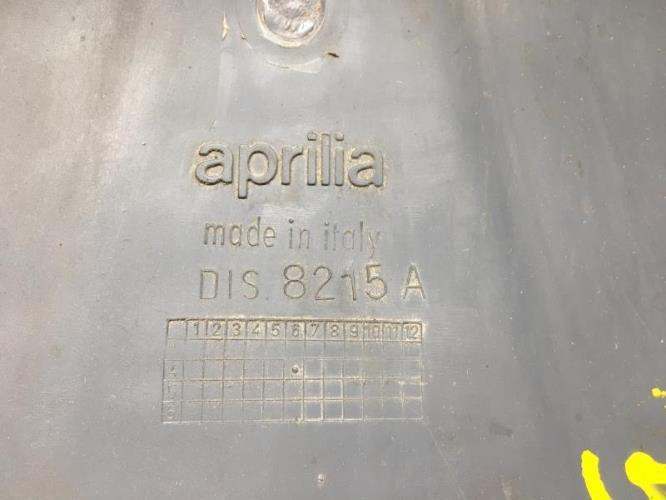 aprilia
made in italy
DIS. 8215 A
1 2 3 4 5 6 7 8 9 10 11 12